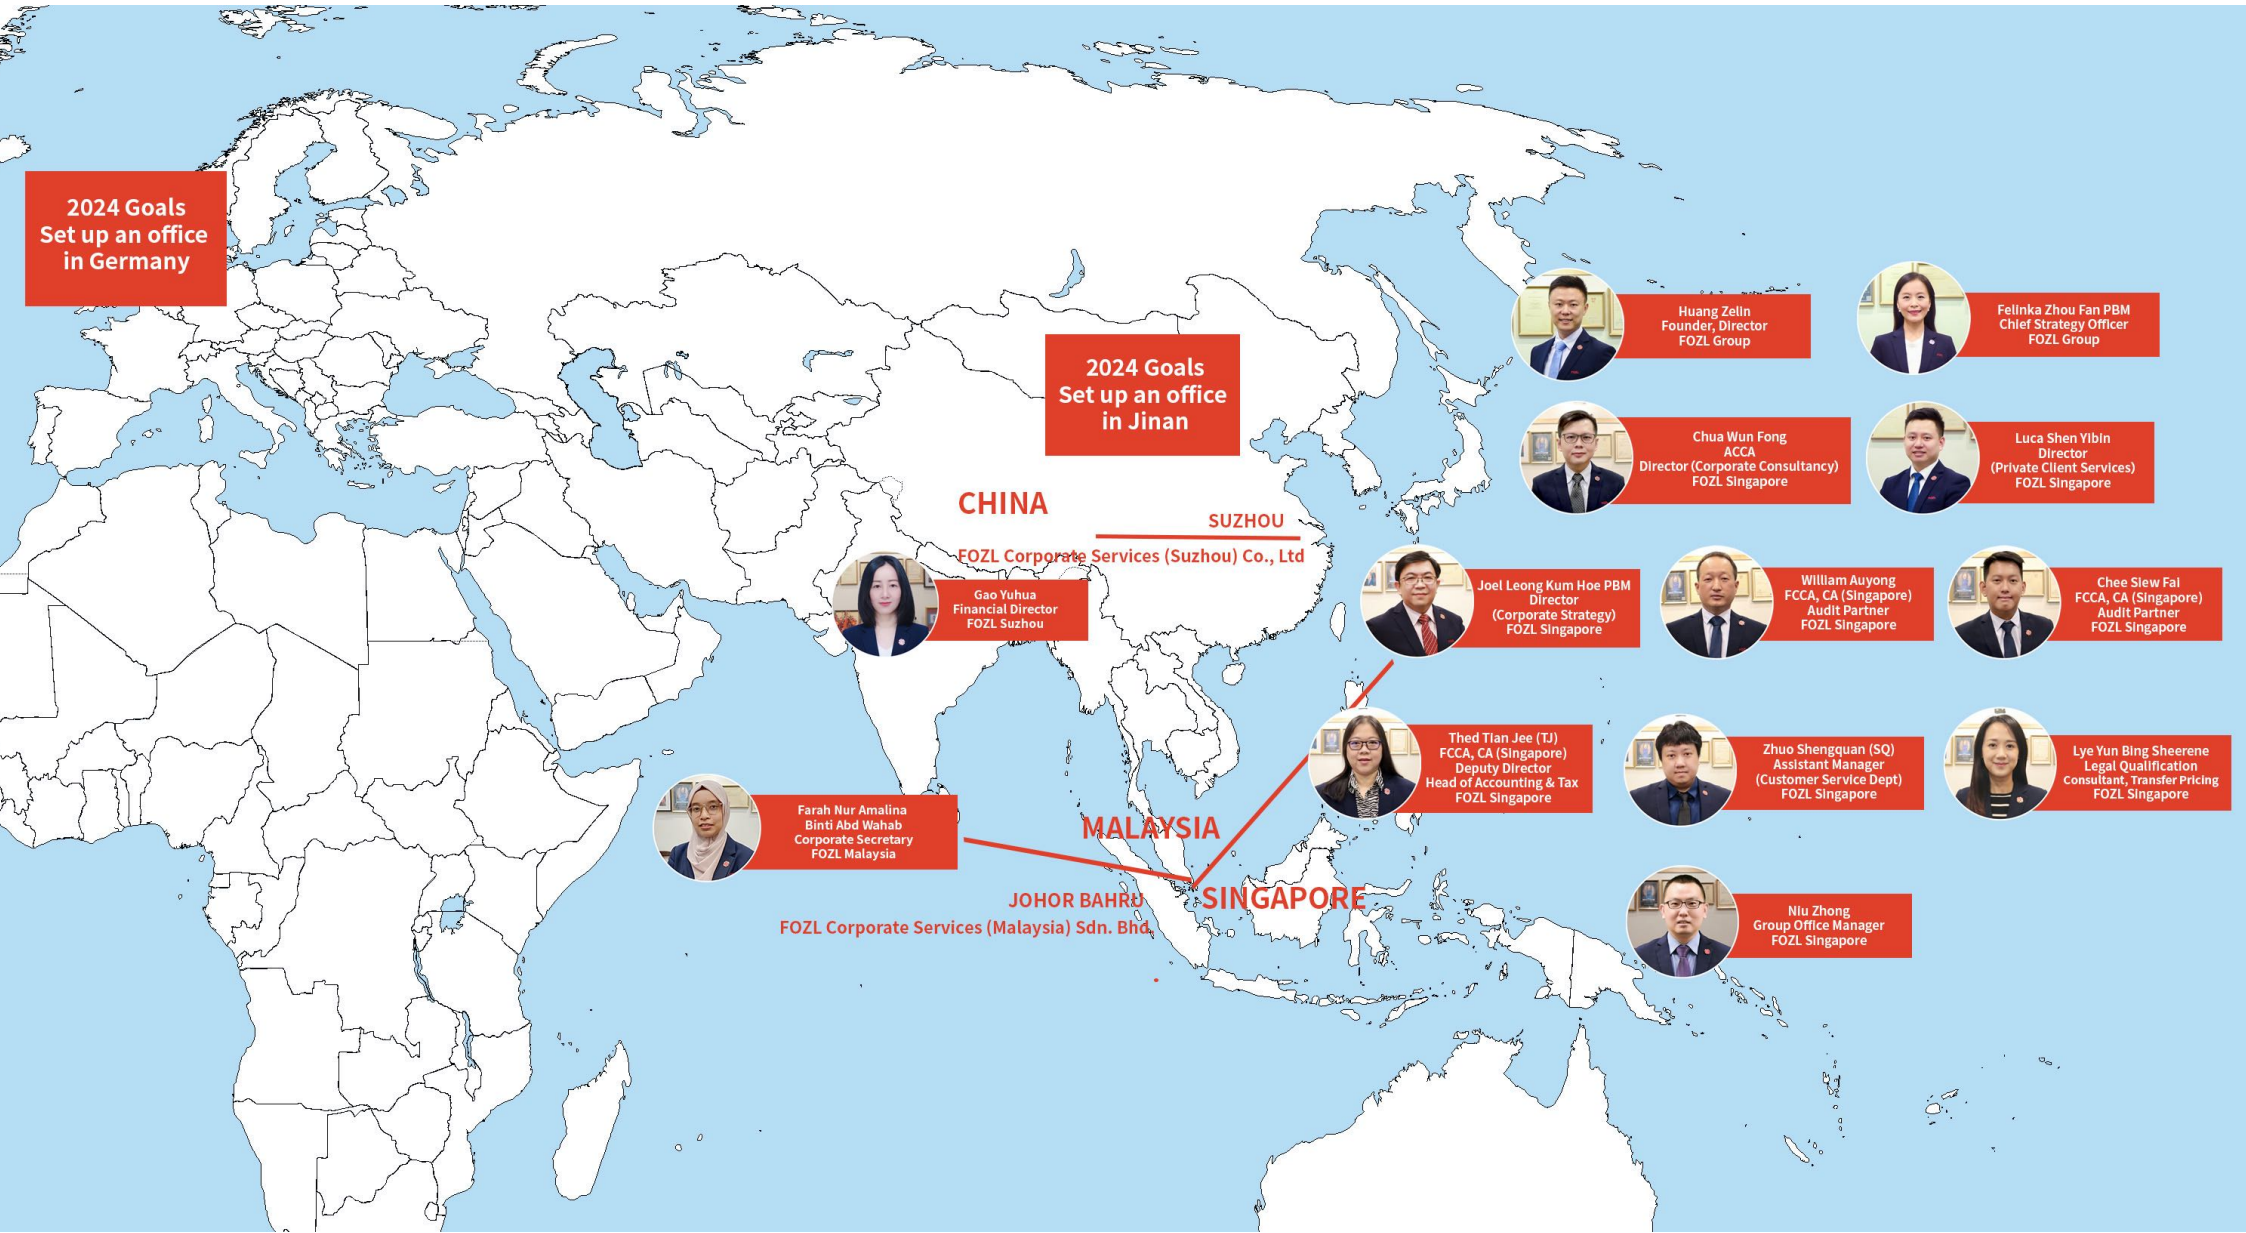 2024 Goals
Set up an office
in Germany
2024 Goals
Set up an office
in Jinan
Huang Zelin
Founder, Director
FOZL Group
Felinka Zhou Fan PBM
Chief Strategy Officer
FOZL Group
Chua Wun Fong
ACCA
Director (Corporate Consultancy)
FOZL Singapore
Luca Shen Yibin
Director
(Private Client Services)
FOZL Singapore
CHINA
SUZHOU
FOZL Corporate Services (Suzhou) Co., Ltd
Gao Yuhua
Financial Director
FOZL Suzhou
Joel Leong Kum Hoe PBM
Director
(Corporate Strategy)
FOZL Singapore
William Auyong
FCCA, CA (Singapore)
Audit Partner
FOZL Singapore
Chee Siew Fai
FCCA, CA (Singapore)
Audit Partner
FOZL Singapore
Thed Tian Jee (TJ)
FCCA, CA (Singapore)
Deputy Director
Head of Accounting & Tax
FOZL Singapore
Zhuo Shengquan (SQ)
Assistant Manager
(Customer Service Dept)
FOZL Singapore
Lye Yun Bing Sheerene
Legal Qualification
Consultant, Transfer Pricing
FOZL Singapore
Farah Nur Amalina
Binti Abd Wahab
Corporate Secretary
FOZL Malaysia
MALAYSIA
SINGAPORE
JOHOR BAHRU
FOZL Corporate Services (Malaysia) Sdn. Bhd.
Niu Zhong
Group Office Manager
FOZL Singapore